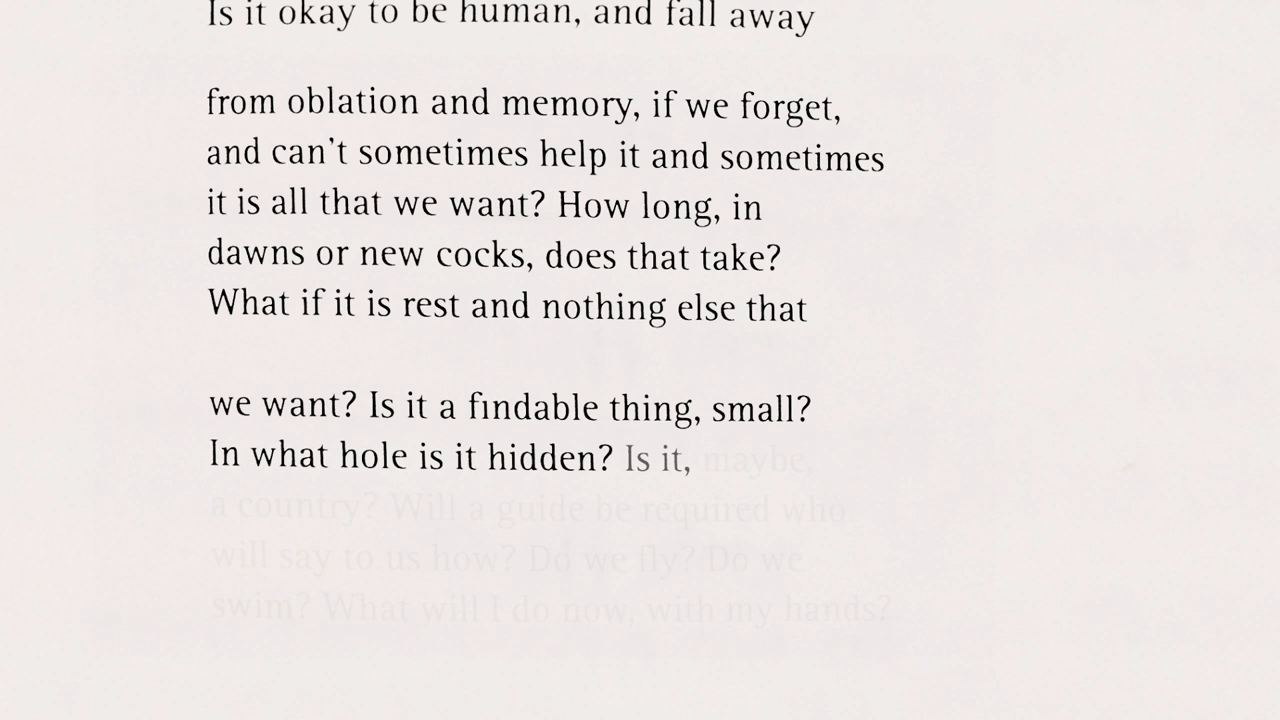 Is it okay to be human, and fall away
from oblation and memory, if we forget,
and can't sometimes help it and sometimes
it is all that we want? How long, in
dawns or new cocks, does that take?
What if it is rest and nothing else that
we want? Is it a findable thing, small?
In what hole is it hidden? Is it, maybe,
a country? Will a guide be required who
will say to us how? Do we fly? Do we
swim? What will I do now, with my hands?